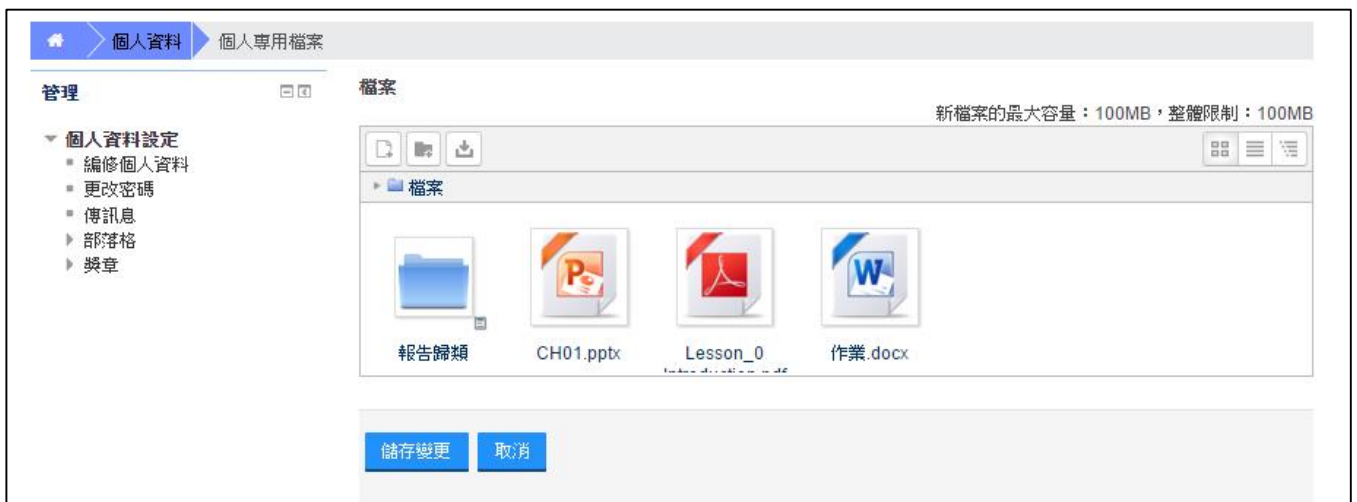 個人資料 個人專用檔案
管理
個人資料設定
編修個人資料
更改密碼
傳訊息
部落格
獎章
檔案
新檔案的最大容量：100MB，整體限制：100MB
檔案
報告歸類 CH01.pptx Lesson_0 作業.docx
Introduction.pdf
儲存變更 取消